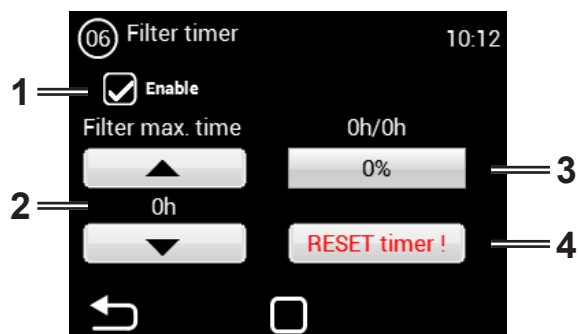 06 Filter timer 10:12
1 Enable
Filter max. time 0h/0h
0% 3
2 0h
RESET timer ! 4